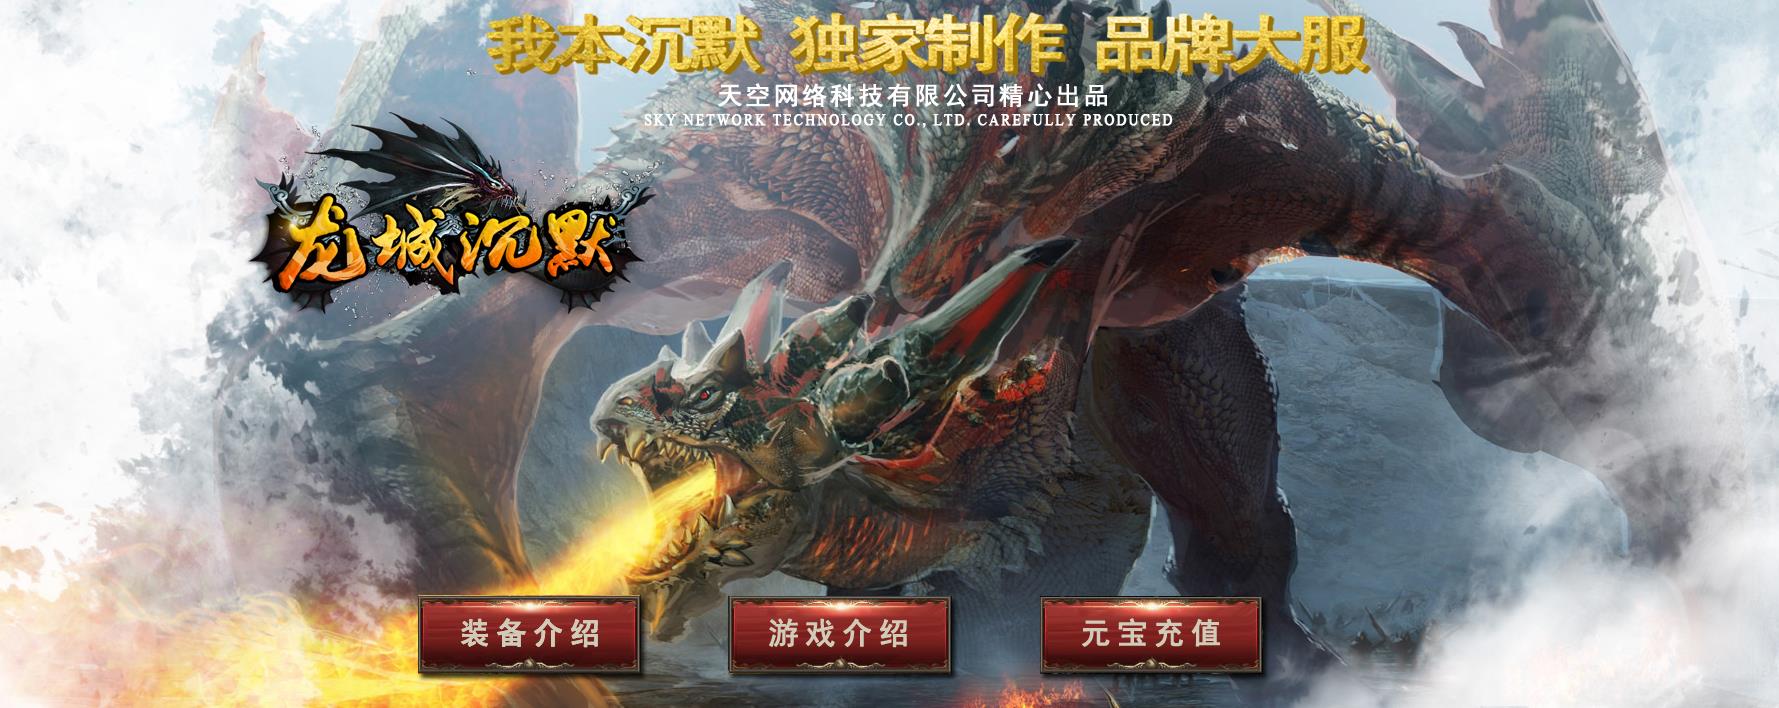 我本沉默 独家制作 品牌大服
天空网络科技有限公司精心出品
SKY NETWORK TECHNOLOGY CO., LTD. CAREFULLY PRODUCED
龙城沉默
装备介绍
游戏介绍
元宝充值